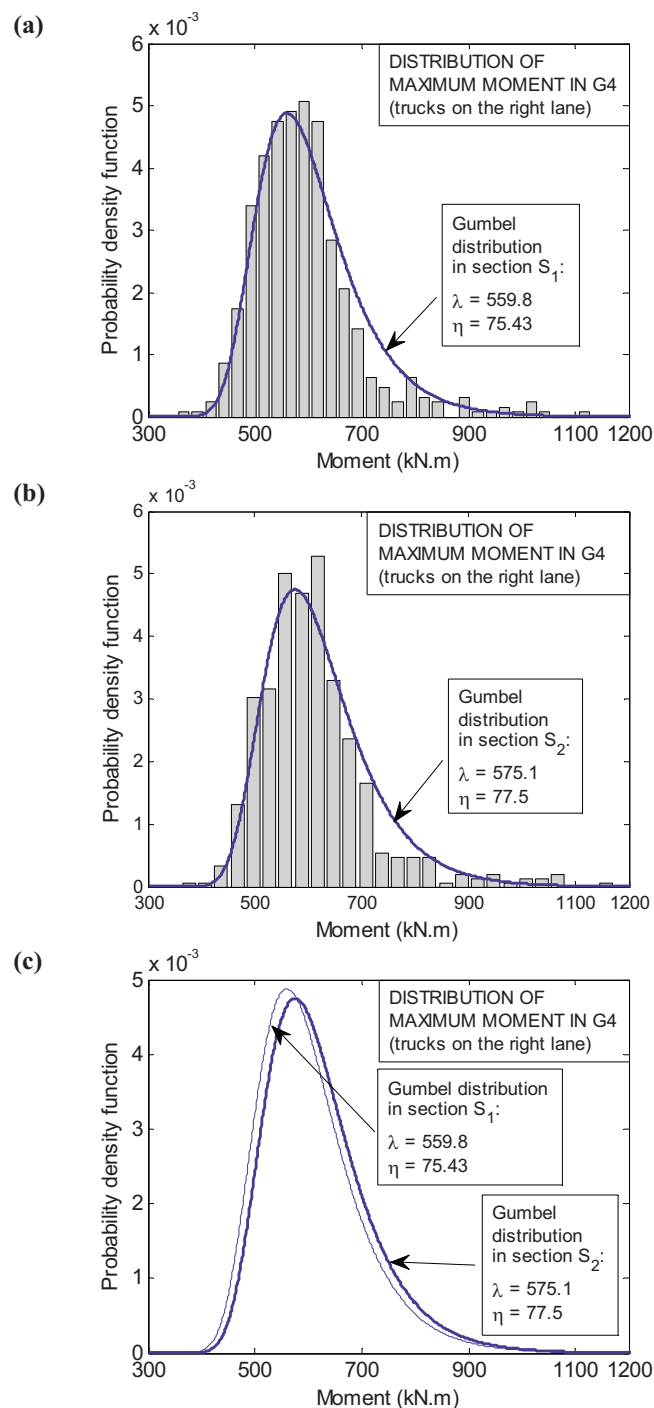 (a)
x 10⁻³
DISTRIBUTION OF
MAXIMUM MOMENT IN G4
(trucks on the right lane)
Gumbel
distribution
in section S₁:
λ = 559.8
η = 75.43
Probability density function
6
5
4
3
2
1
0
300 500 700 900 1100 1200
Moment (kN.m)
(b)
x 10⁻³
DISTRIBUTION OF
MAXIMUM MOMENT IN G4
(trucks on the right lane)
Gumbel
distribution
in section S₂:
λ = 575.1
η = 77.5
Probability density function
6
5
4
3
2
1
0
300 500 700 900 1100 1200
Moment (kN.m)
(c)
x 10⁻³
DISTRIBUTION OF
MAXIMUM MOMENT IN G4
(trucks on the right lane)
Gumbel distribution
in section S₁:
λ = 559.8
η = 75.43
Gumbel
distribution
in section S₂:
λ = 575.1
η = 77.5
Probability density function
5
4
3
2
1
0
300 500 700 900 1100 1200
Moment (kN.m)